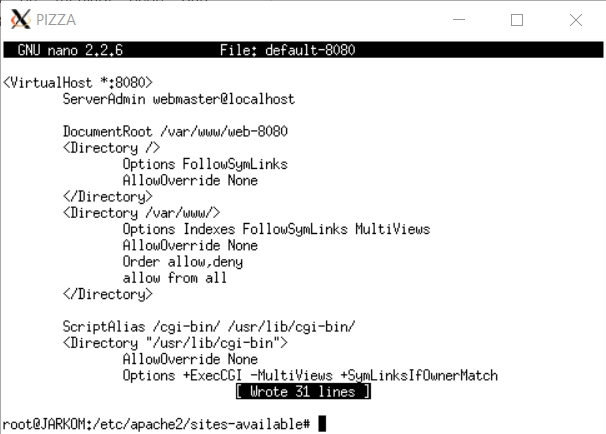 PIZZA
GNU nano 2.2.6 File: default-8080
<VirtualHost *:8080>
ServerAdmin webmaster@localhost
DocumentRoot /var/www/web-8080
<Directory />
Options FollowSymLinks
AllowOverride None
</Directory>
<Directory /var/www/>
Options Indexes FollowSymLinks MultiViews
AllowOverride None
Order allow,deny
allow from all
</Directory>
ScriptAlias /cgi-bin/ /usr/lib/cgi-bin/
<Directory "/usr/lib/cgi-bin">
AllowOverride None
Options +ExecCGI -MultiViews +SymLinksIfOwnerMatch
[ Wrote 31 lines ]
root@JARKOM:/etc/apache2/sites-available#